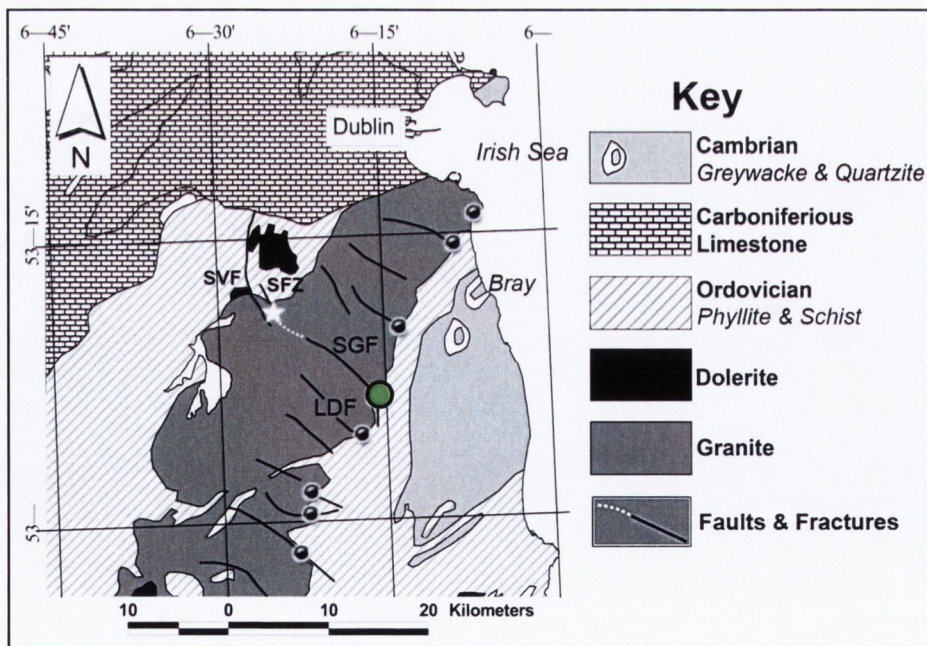 6—45'
6—30'
6—15'
6—
N
Dublin
Irish Sea
53—15'
SVF
SFZ
Bray
SGF
LDF
53—
10 0 10 20 Kilometers
Key
Cambrian
Greywacke & Quartzite
Carboniferious
Limestone
Ordovician
Phyllite & Schist
Dolerite
Granite
Faults & Fractures